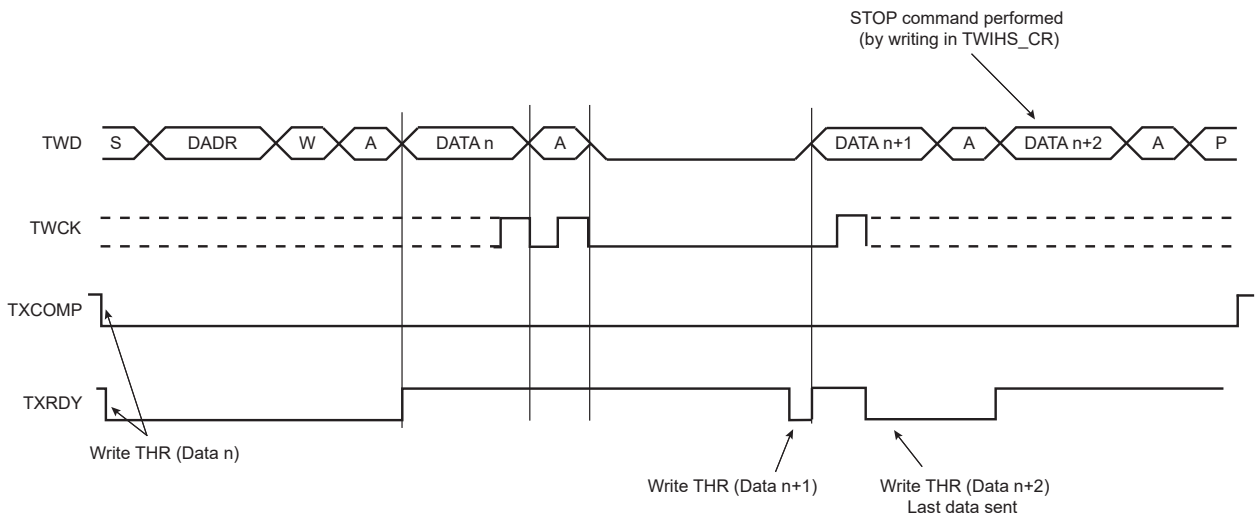 STOP command performed
(by writing in TWIHS_CR)
TWD S DADR W A DATA n A DATA n+1 A DATA n+2 A P
TWCK
TXCOMP
TXRDY
Write THR (Data n)
Write THR (Data n+1)
Write THR (Data n+2)
Last data sent